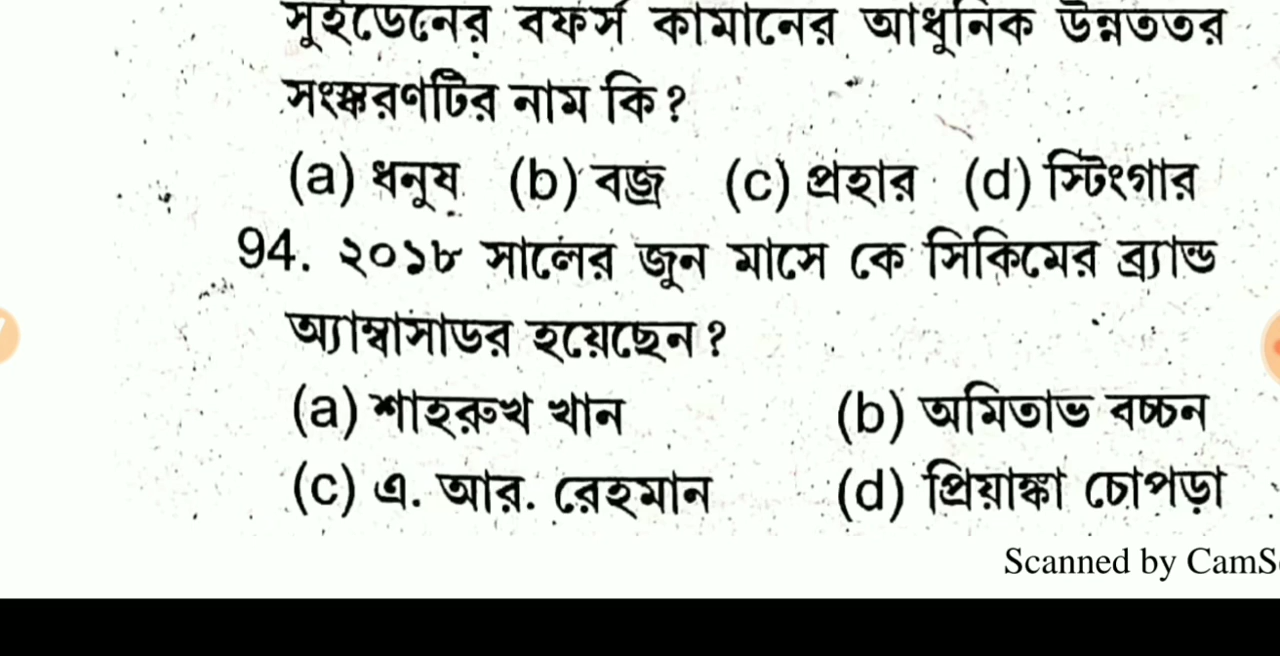 সুইডেনের বফর্স কামানের আধুনিক উন্নততর
সংস্করণটির নাম কি?
(a) ধনুষ (b) বজ্র (c) প্রহার (d) স্টিংগার
94. ২০১৮ সালের জুন মাসে কে সিকিমের ব্র্যান্ড
অ্যাম্বাসাডর হয়েছেন?
(a) শাহরুখ খান (b) অমিতাভ বচ্চন
(c) এ. আর. রেহমান (d) প্রিয়াঙ্কা চোপড়া
Scanned by CamS